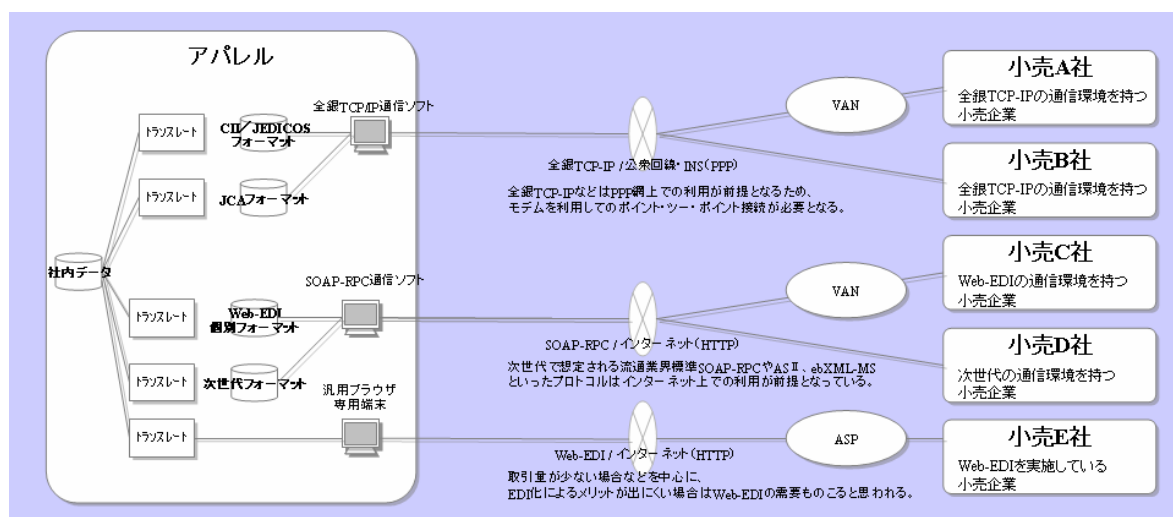 アパレル
全銀TCP/IP通信ソフト
トランスレート
CII／JEDICOS
フォーマット
トランスレート
JCAフォーマット
社内データ
SOAP-RPC通信ソフト
トランスレート
Web-EDI
個別フォーマット
トランスレート
次世代フォーマット
汎用ブラウザ
専用端末
トランスレート
全銀TCP-IP / 公衆回線・INS(PPP)
全銀TCP-IPなどはPPP網上での利用が前提となるため、
モデムを利用してのポイント・ツー・ポイント接続が必要となる。
SOAP-RPC / インターネット(HTTP)
次世代で想定される流通業界標準SOAP-RPCやASⅡ、ebXML-MS
といったプロトコルはインターネット上での利用が前提となっている。
Web-EDI / インターネット(HTTP)
取引量が少ない場合などを中心に、
EDI化によるメリットが出にくい場合はWeb-EDIの需要ものこると思われる。
VAN
VAN
ASP
小売A社
全銀TCP-IPの通信環境を持つ
小売企業
小売B社
全銀TCP-IPの通信環境を持つ
小売企業
小売C社
Web-EDIの通信環境を持つ
小売企業
小売D社
次世代の通信環境を持つ
小売企業
小売E社
Web-EDIを実施している
小売企業